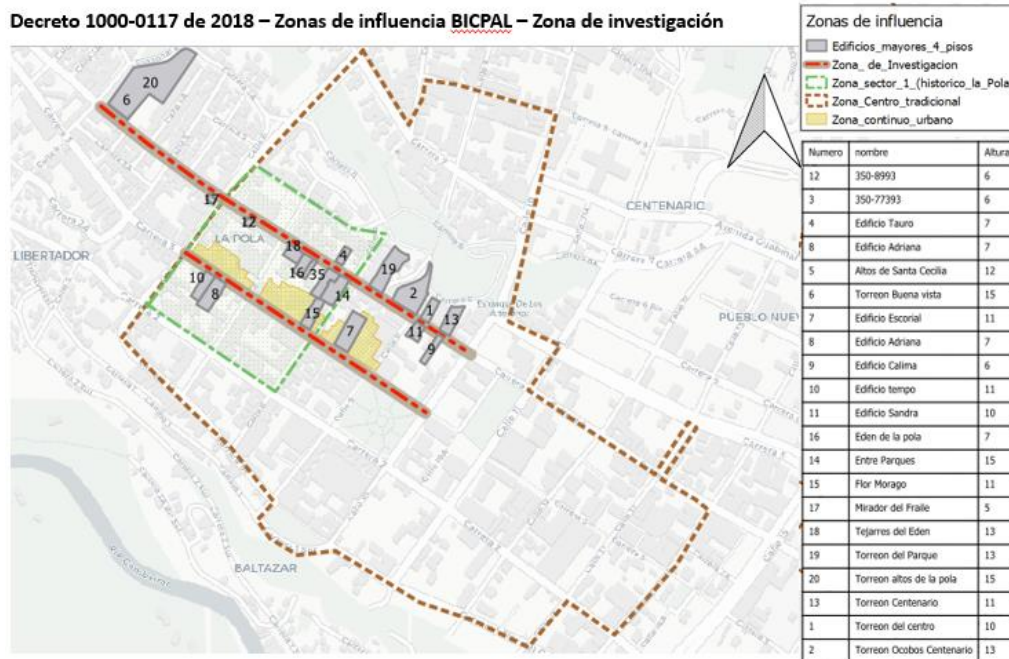 Decreto 1000-0117 de 2018 – Zonas de influencia BICPAL – Zona de investigación
Zonas de influencia
Edificios_mayores_4_pisos
Zona_ de_Investigacion
Zona_sector_1_(historico_la_Pola
Zona_Centro_tradicional
Zona_continuo_urbano
Numero nombre Altura
12 350-8993 6
3 350-77393 6
4 Edificio Tauro 7
8 Edificio Adriana 7
5 Altos de Santa Cecilia 12
6 Torreon Buena vista 15
7 Edificio Escorial 11
8 Edificio Adriana 7
9 Edificio Calima 6
10 Edificio tempo 11
11 Edificio Sandra 10
16 Eden de la pola 7
14 Entre Parques 15
15 Flor Morago 11
17 Mirador del Fraile 5
18 Tejarres del Eden 13
19 Torreon del Parque 13
20 Torreon altos de la pola 15
13 Torreon Centenario 11
1 Torreon del centro 10
2 Torreon Ocobos Centenario 13
20
6
17
12
LA POLA
CENTENARIO
LIBERTADOR
18
4
19
16
35
2
14
10
8
15
1
13
7
11
9
PUEBLO NUEV
Carrera 7
Carrera 2
BALTAZAR
Río Combeima